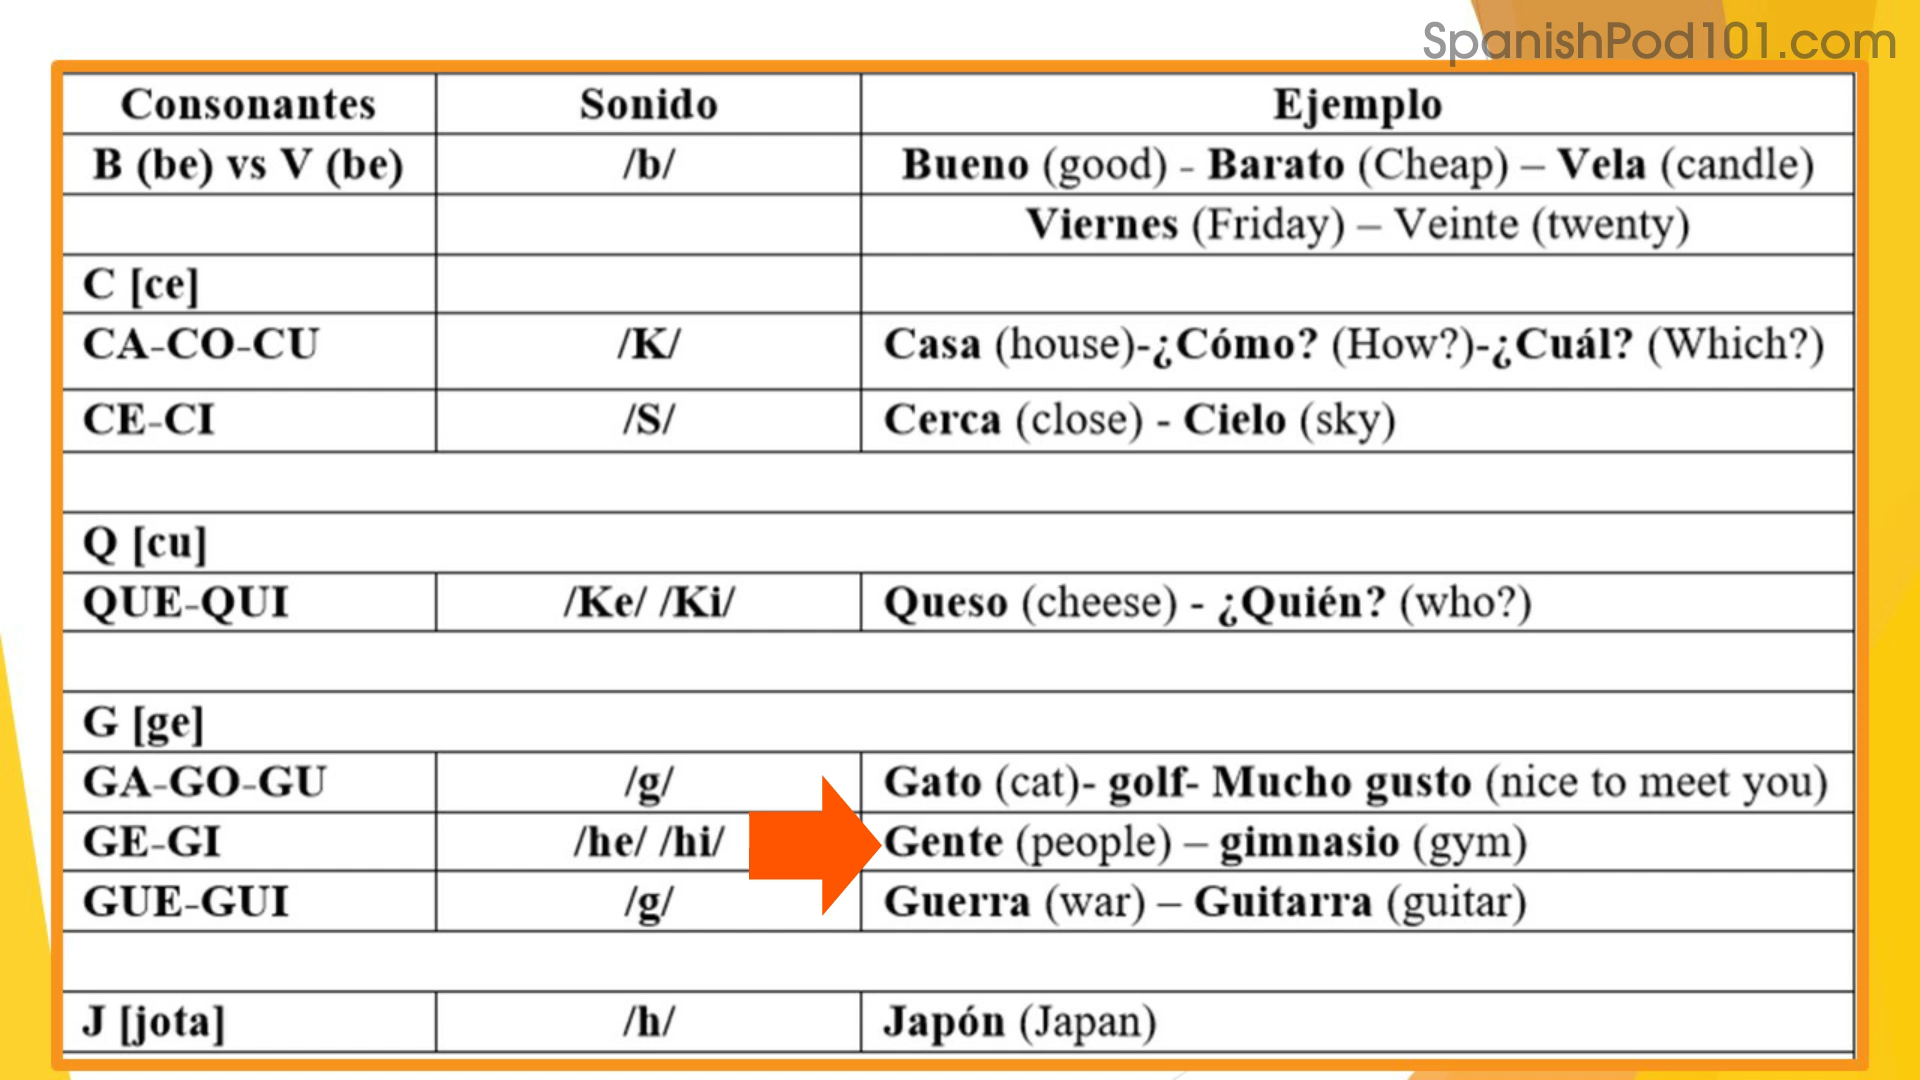 SpanishPod101.com
Consonantes Sonido Ejemplo
B (be) vs V (be) /b/ Bueno (good) - Barato (Cheap) – Vela (candle)
Viernes (Friday) – Veinte (twenty)
C [ce]
CA-CO-CU /K/ Casa (house)-¿Cómo? (How?)-¿Cuál? (Which?)
CE-CI /S/ Cerca (close) - Cielo (sky)
Q [cu]
QUE-QUI /Ke/ /Ki/ Queso (cheese) - ¿Quién? (who?)
G [ge]
GA-GO-GU /g/ Gato (cat)- golf- Mucho gusto (nice to meet you)
GE-GI /he/ /hi/ Gente (people) – gimnasio (gym)
GUE-GUI /g/ Guerra (war) – Guitarra (guitar)
J [jota] /h/ Japón (Japan)